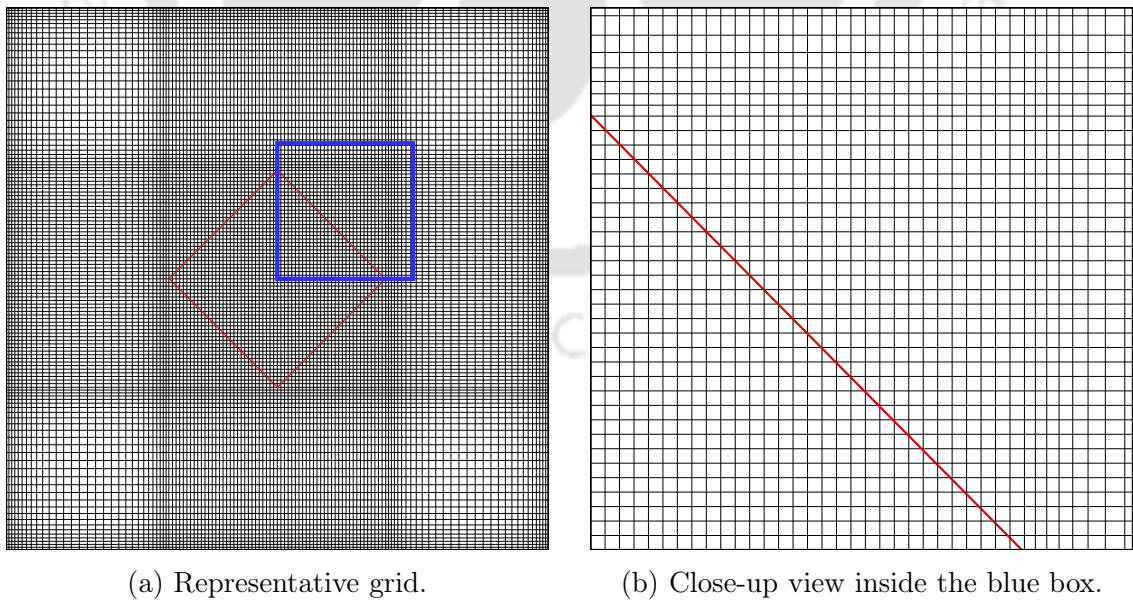 (a) Representative grid.
(b) Close-up view inside the blue box.